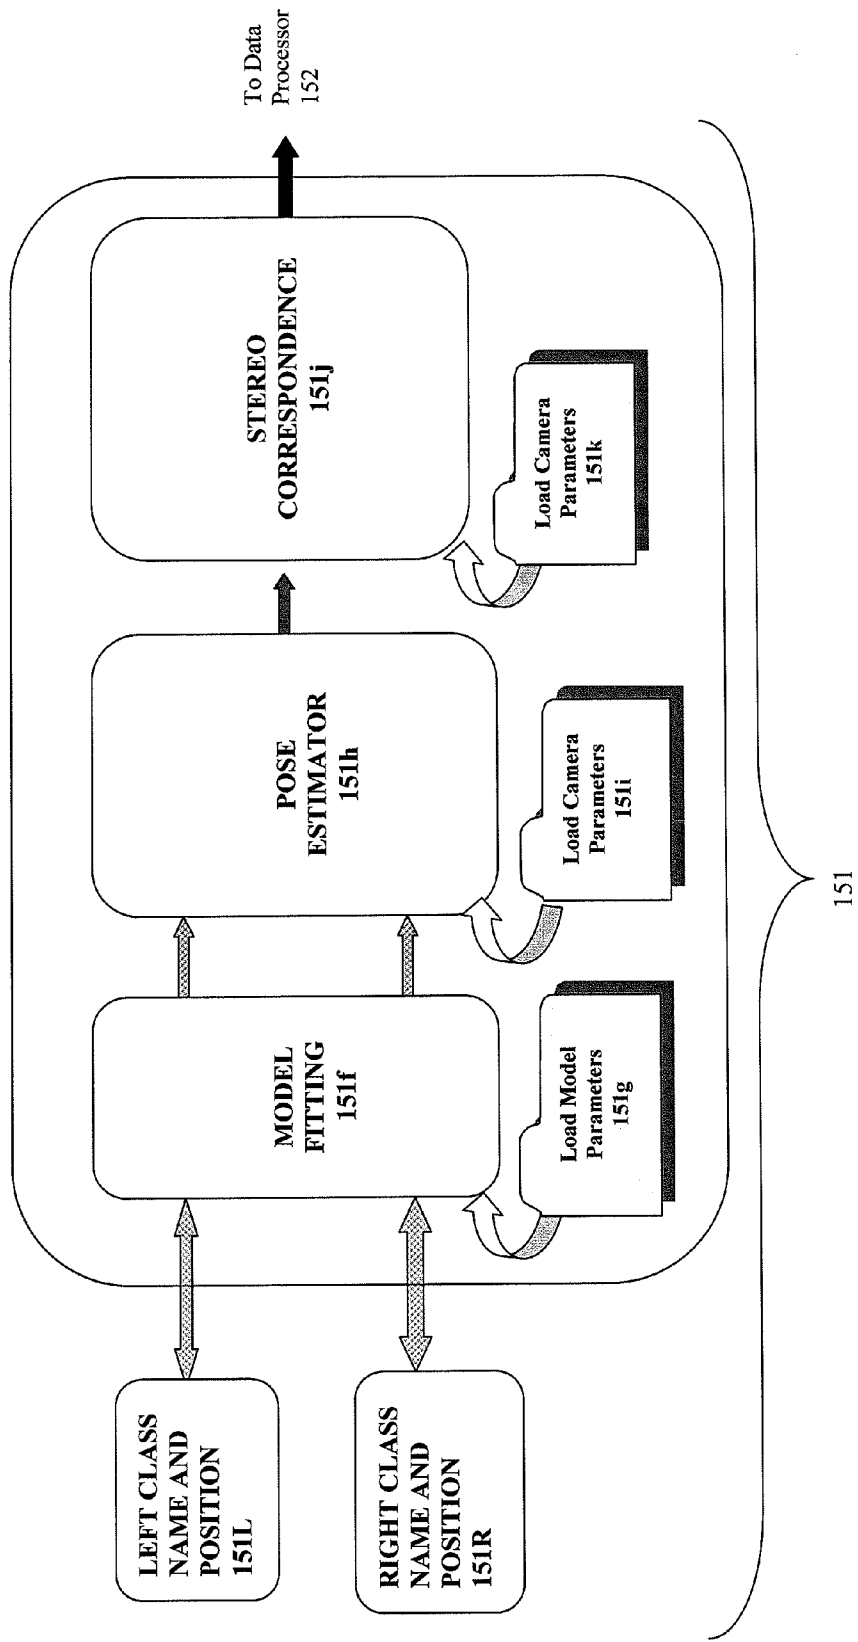 LEFT CLASS
NAME AND
POSITION
151L
RIGHT CLASS
NAME AND
POSITION
151R
MODEL
FITTING
151f
Load Model
Parameters
151g
POSE
ESTIMATOR
151h
Load Camera
Parameters
151i
STEREO
CORRESPONDENCE
151j
Load Camera
Parameters
151k
To Data
Processor
152
151